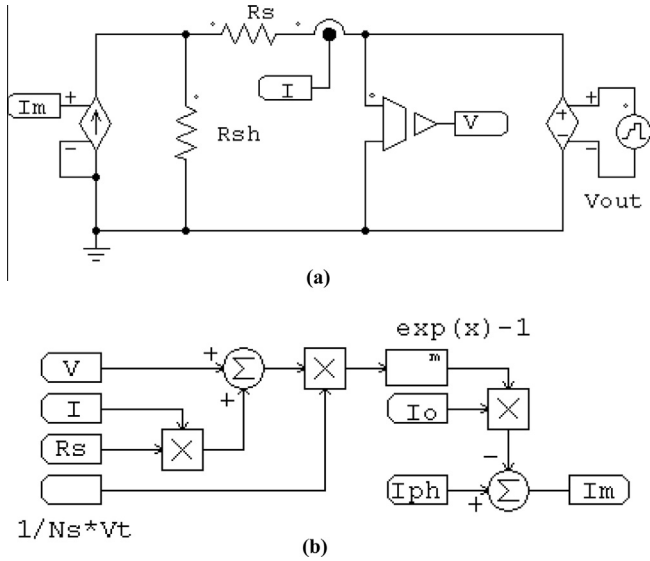 Rs
Im
+
−
I
Rsh
V
+
−
+
−
Vout
(a)
exp(x)-1
V
+
Σ
×
m
I
+
Io
×
Rs
×
−
Iph
+
Σ
Im
1/Ns*Vt
(b)